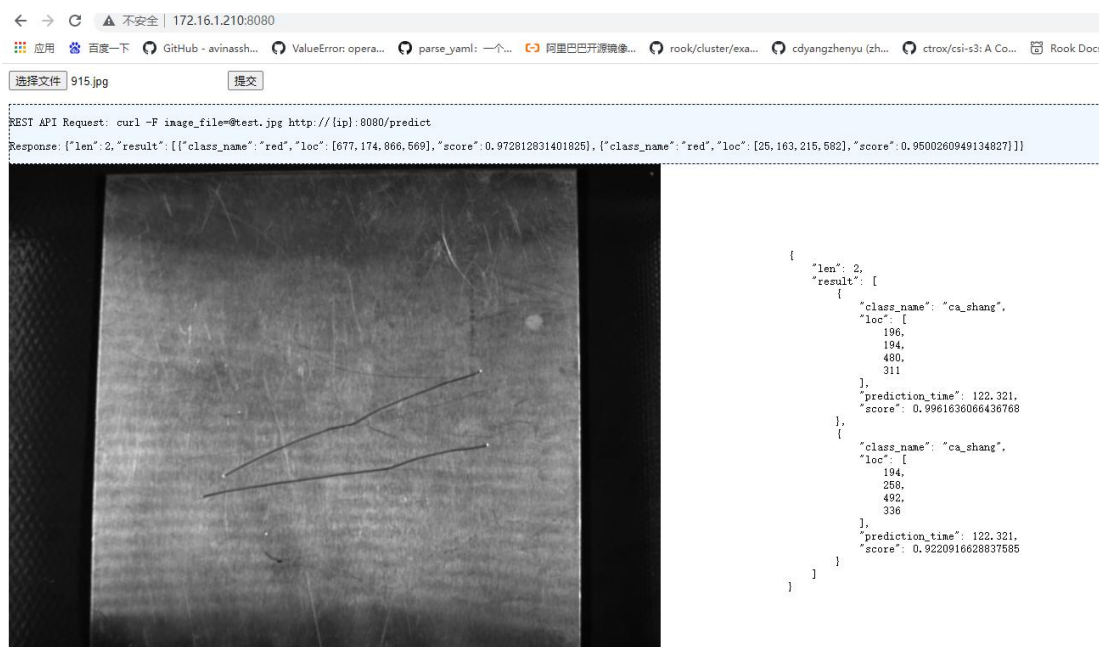 不安全 | 172.16.1.210:8080
应用 百度一下 GitHub - avinassh... ValueError: opera... parse_yaml：一个... 阿里巴巴开源镜像... rook/cluster/exa... cdyangzhenyu (zh... ctrox/csi-s3: A Co... Rook Docs
选择文件 915.jpg 提交
REST API Request: curl -F image_file=@test.jpg http://{ip}:8080/predict
Response:{"len":2,"result":[{"class_name":"red","loc":[677,174,866,569],"score":0.972812831401825},{"class_name":"red","loc":[25,163,215,582],"score":0.9500260949134827}]}
{
"len": 2,
"result": [
{
"class_name": "ca_shang",
"loc": [
196,
194,
480,
311
],
"prediction_time": 122.321,
"score": 0.9961636066436768
},
{
"class_name": "ca_shang",
"loc": [
194,
258,
492,
336
],
"prediction_time": 122.321,
"score": 0.9220916628837585
}
]
}